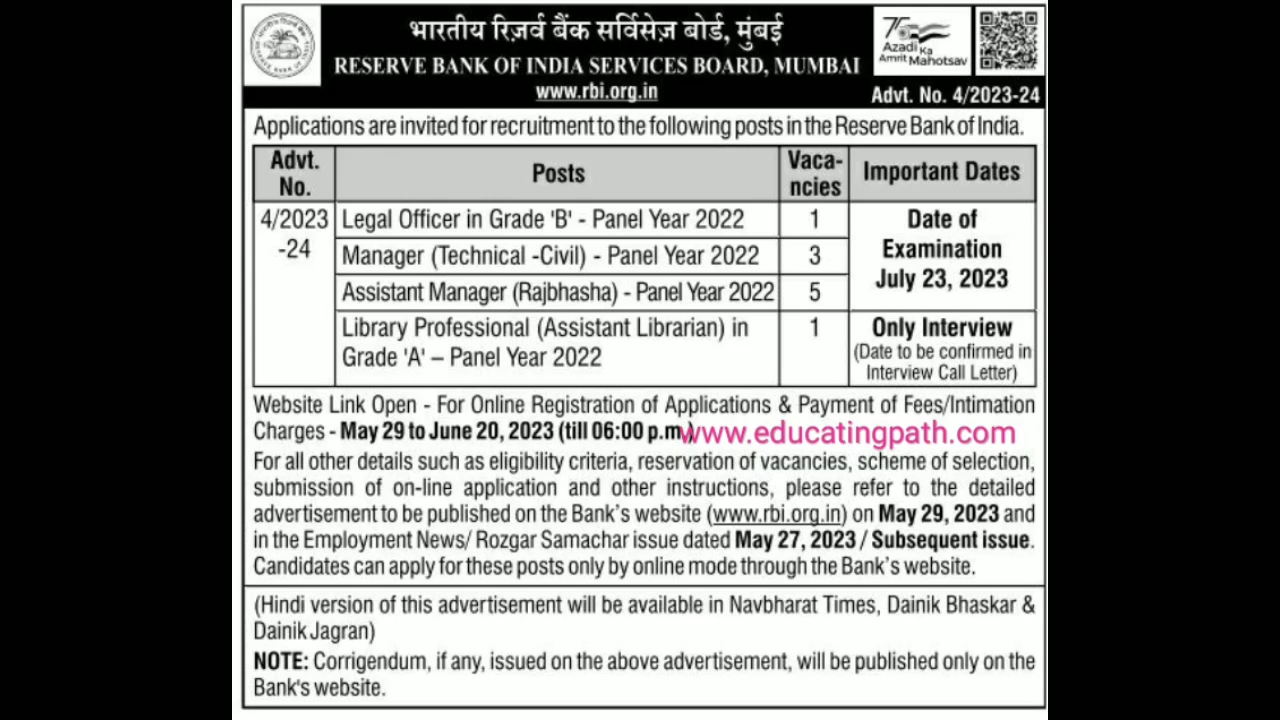 भारतीय रिज़र्व बैंक सर्विसेज़ बोर्ड, मुंबई
RESERVE BANK OF INDIA SERVICES BOARD, MUMBAI
www.rbi.org.in
75
Azadi Ka
Amrit Mahotsav
Advt. No. 4/2023-24
Applications are invited for recruitment to the following posts in the Reserve Bank of India.
Advt. No.
Posts
Vaca-
ncies
Important Dates
4/2023
-24
Legal Officer in Grade 'B' - Panel Year 2022
1
Manager (Technical -Civil) - Panel Year 2022
3
Assistant Manager (Rajbhasha) - Panel Year 2022
5
Date of
Examination
July 23, 2023
Library Professional (Assistant Librarian) in
Grade 'A' – Panel Year 2022
1
Only Interview
(Date to be confirmed in
Interview Call Letter)
Website Link Open - For Online Registration of Applications & Payment of Fees/Intimation
Charges - May 29 to June 20, 2023 (till 06:00 p.m.)
www.educatingpath.com
For all other details such as eligibility criteria, reservation of vacancies, scheme of selection,
submission of on-line application and other instructions, please refer to the detailed
advertisement to be published on the Bank's website (www.rbi.org.in) on May 29, 2023 and
in the Employment News/ Rozgar Samachar issue dated May 27, 2023 / Subsequent issue.
Candidates can apply for these posts only by online mode through the Bank's website.
(Hindi version of this advertisement will be available in Navbharat Times, Dainik Bhaskar &
Dainik Jagran)
NOTE: Corrigendum, if any, issued on the above advertisement, will be published only on the
Bank's website.